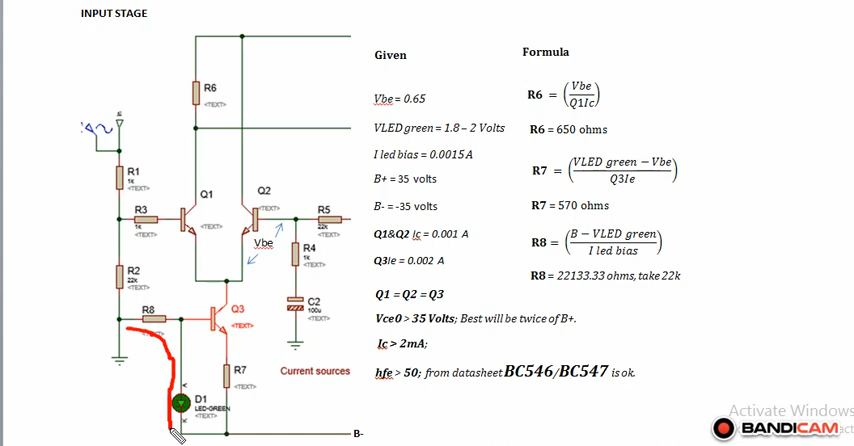 INPUT STAGE
Given
Formula
Vbe = 0.65
VLED green = 1.8 – 2 Volts
I led bias = 0.0015A
B+ = 35 volts
B- = -35 volts
Q1&Q2 Ic = 0.001 A
Q3Ie = 0.002 A
Q1 = Q2 = Q3
Vce0 > 35 Volts; Best will be twice of B+.
Ic > 2mA;
hfe > 50; from datasheet BC546/BC547 is ok.
R6 = (Vbe / Q1Ic)
R6 = 650 ohms
R7 = (VLED green − Vbe / Q3Ie)
R7 = 570 ohms
R8 = (B − VLED green / I led bias)
R8 = 22133.33 ohms, take 22k
R6
<TEXT>
R1
1k
<TEXT>
Q1
<TEXT>
Q2
<TEXT>
R3
1k
<TEXT>
R5
22k
<TEXT>
Vbe
R4
1k
<TEXT>
R2
22k
<TEXT>
R8
<TEXT>
Q3
<TEXT>
C2
100u
<TEXT>
R7
<TEXT>
Current sources
A
D1
LED-GREEN
<TEXT>
K
B-
Activate Windows
BANDICAM